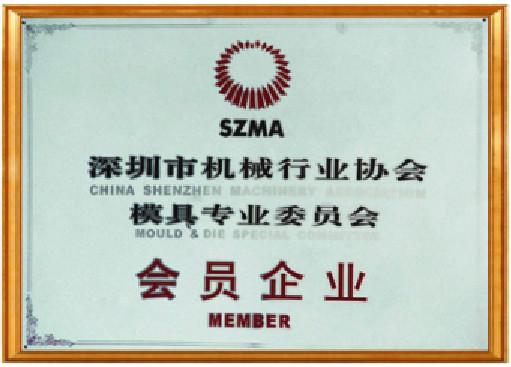 SZMA
深圳市机械行业协会
CHINA SHENZHEN MACHINERY ASSOCIATION
模具专业委员会
MOULD & DIE SPECIAL COMMITTEE
会员企业
MEMBER